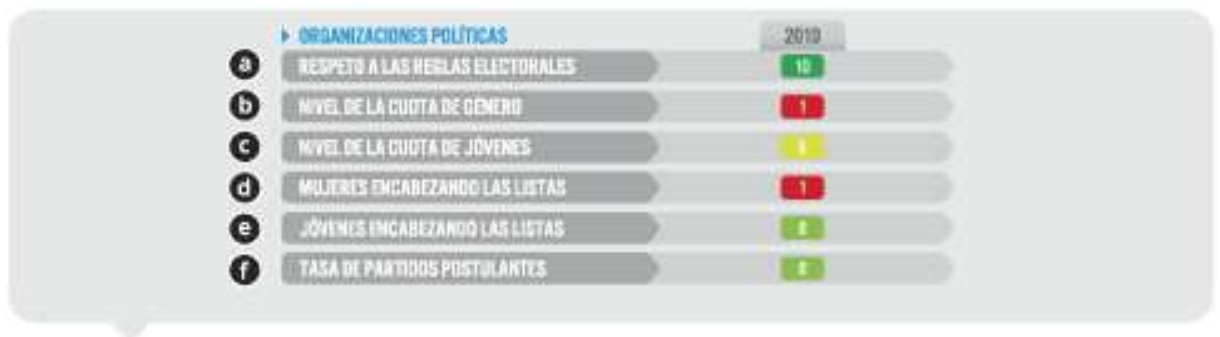 ORGANIZACIONES POLÍTICAS 2010
a RESPETO A LAS REGLAS ELECTORALES 10
b NIVEL DE LA CUOTA DE GÉNERO 1
c NIVEL DE LA CUOTA DE JÓVENES
d MUJERES ENCABEZANDO LAS LISTAS 1
e JÓVENES ENCABEZANDO LAS LISTAS
f TASA DE PARTIDOS POSTULANTES